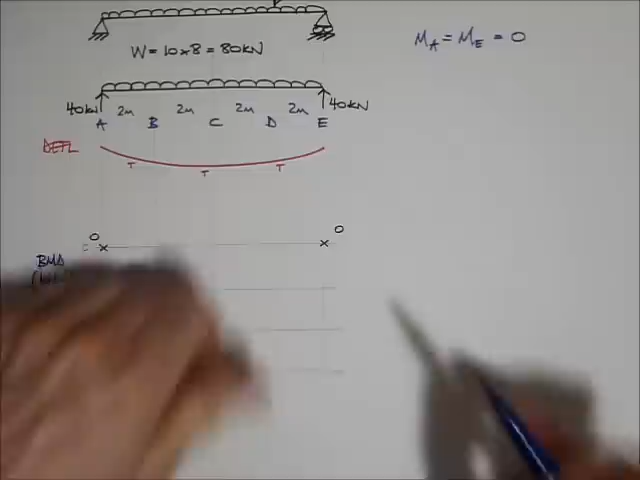 W = 10 x 8 = 80kN
M_A = M_E = 0
40kN 2m 2m 2m 2m 40kN
A B C D E
DEFL
T T T
0 0
BMD